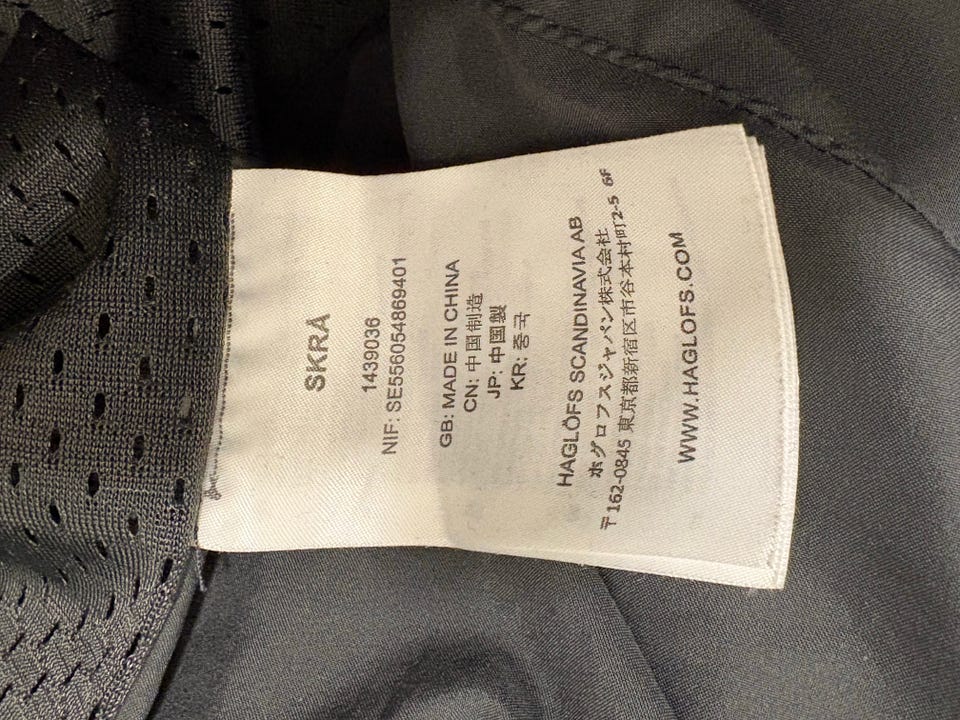 SKRÅ
1439036
NIF: SE556054869401
GB: MADE IN CHINA
CN: 中国制造
JP: 中国製
KR: 중국
HAGLÖFS SCANDINAVIA AB
ホグロフスジャパン株式会社
〒162-0845 東京都新宿区市谷本村町2-5 6F
WWW.HAGLOFS.COM